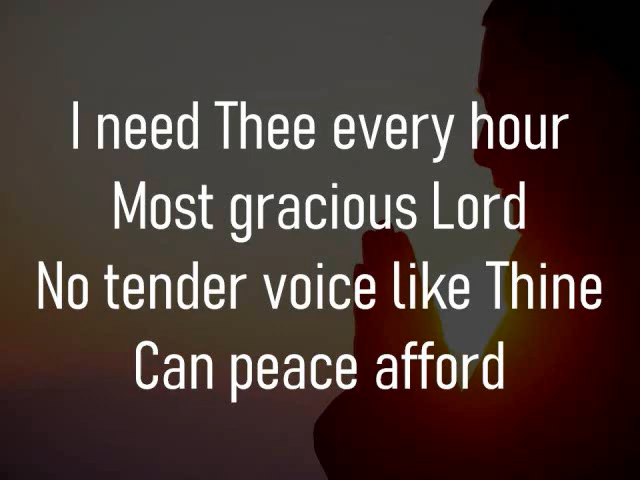 I need Thee every hour
Most gracious Lord
No tender voice like Thine
Can peace afford